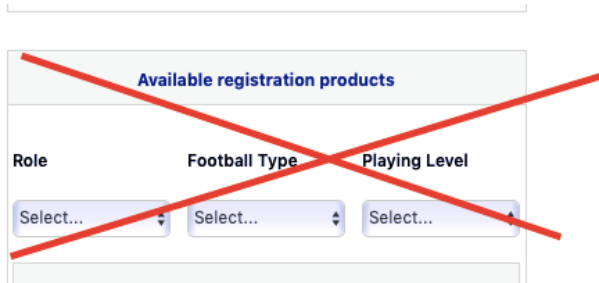 Available registration products
Role Football Type Playing Level
Select... Select... Select...